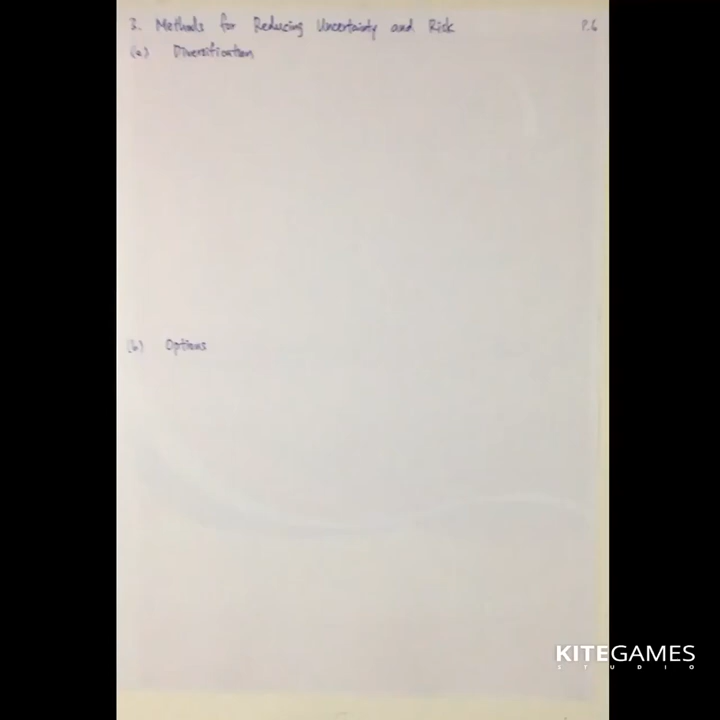 3. Methods for Reducing Uncertainty and Risk P.6
(a) Diversification
(b) Options
KITEGAMES
STUDIO